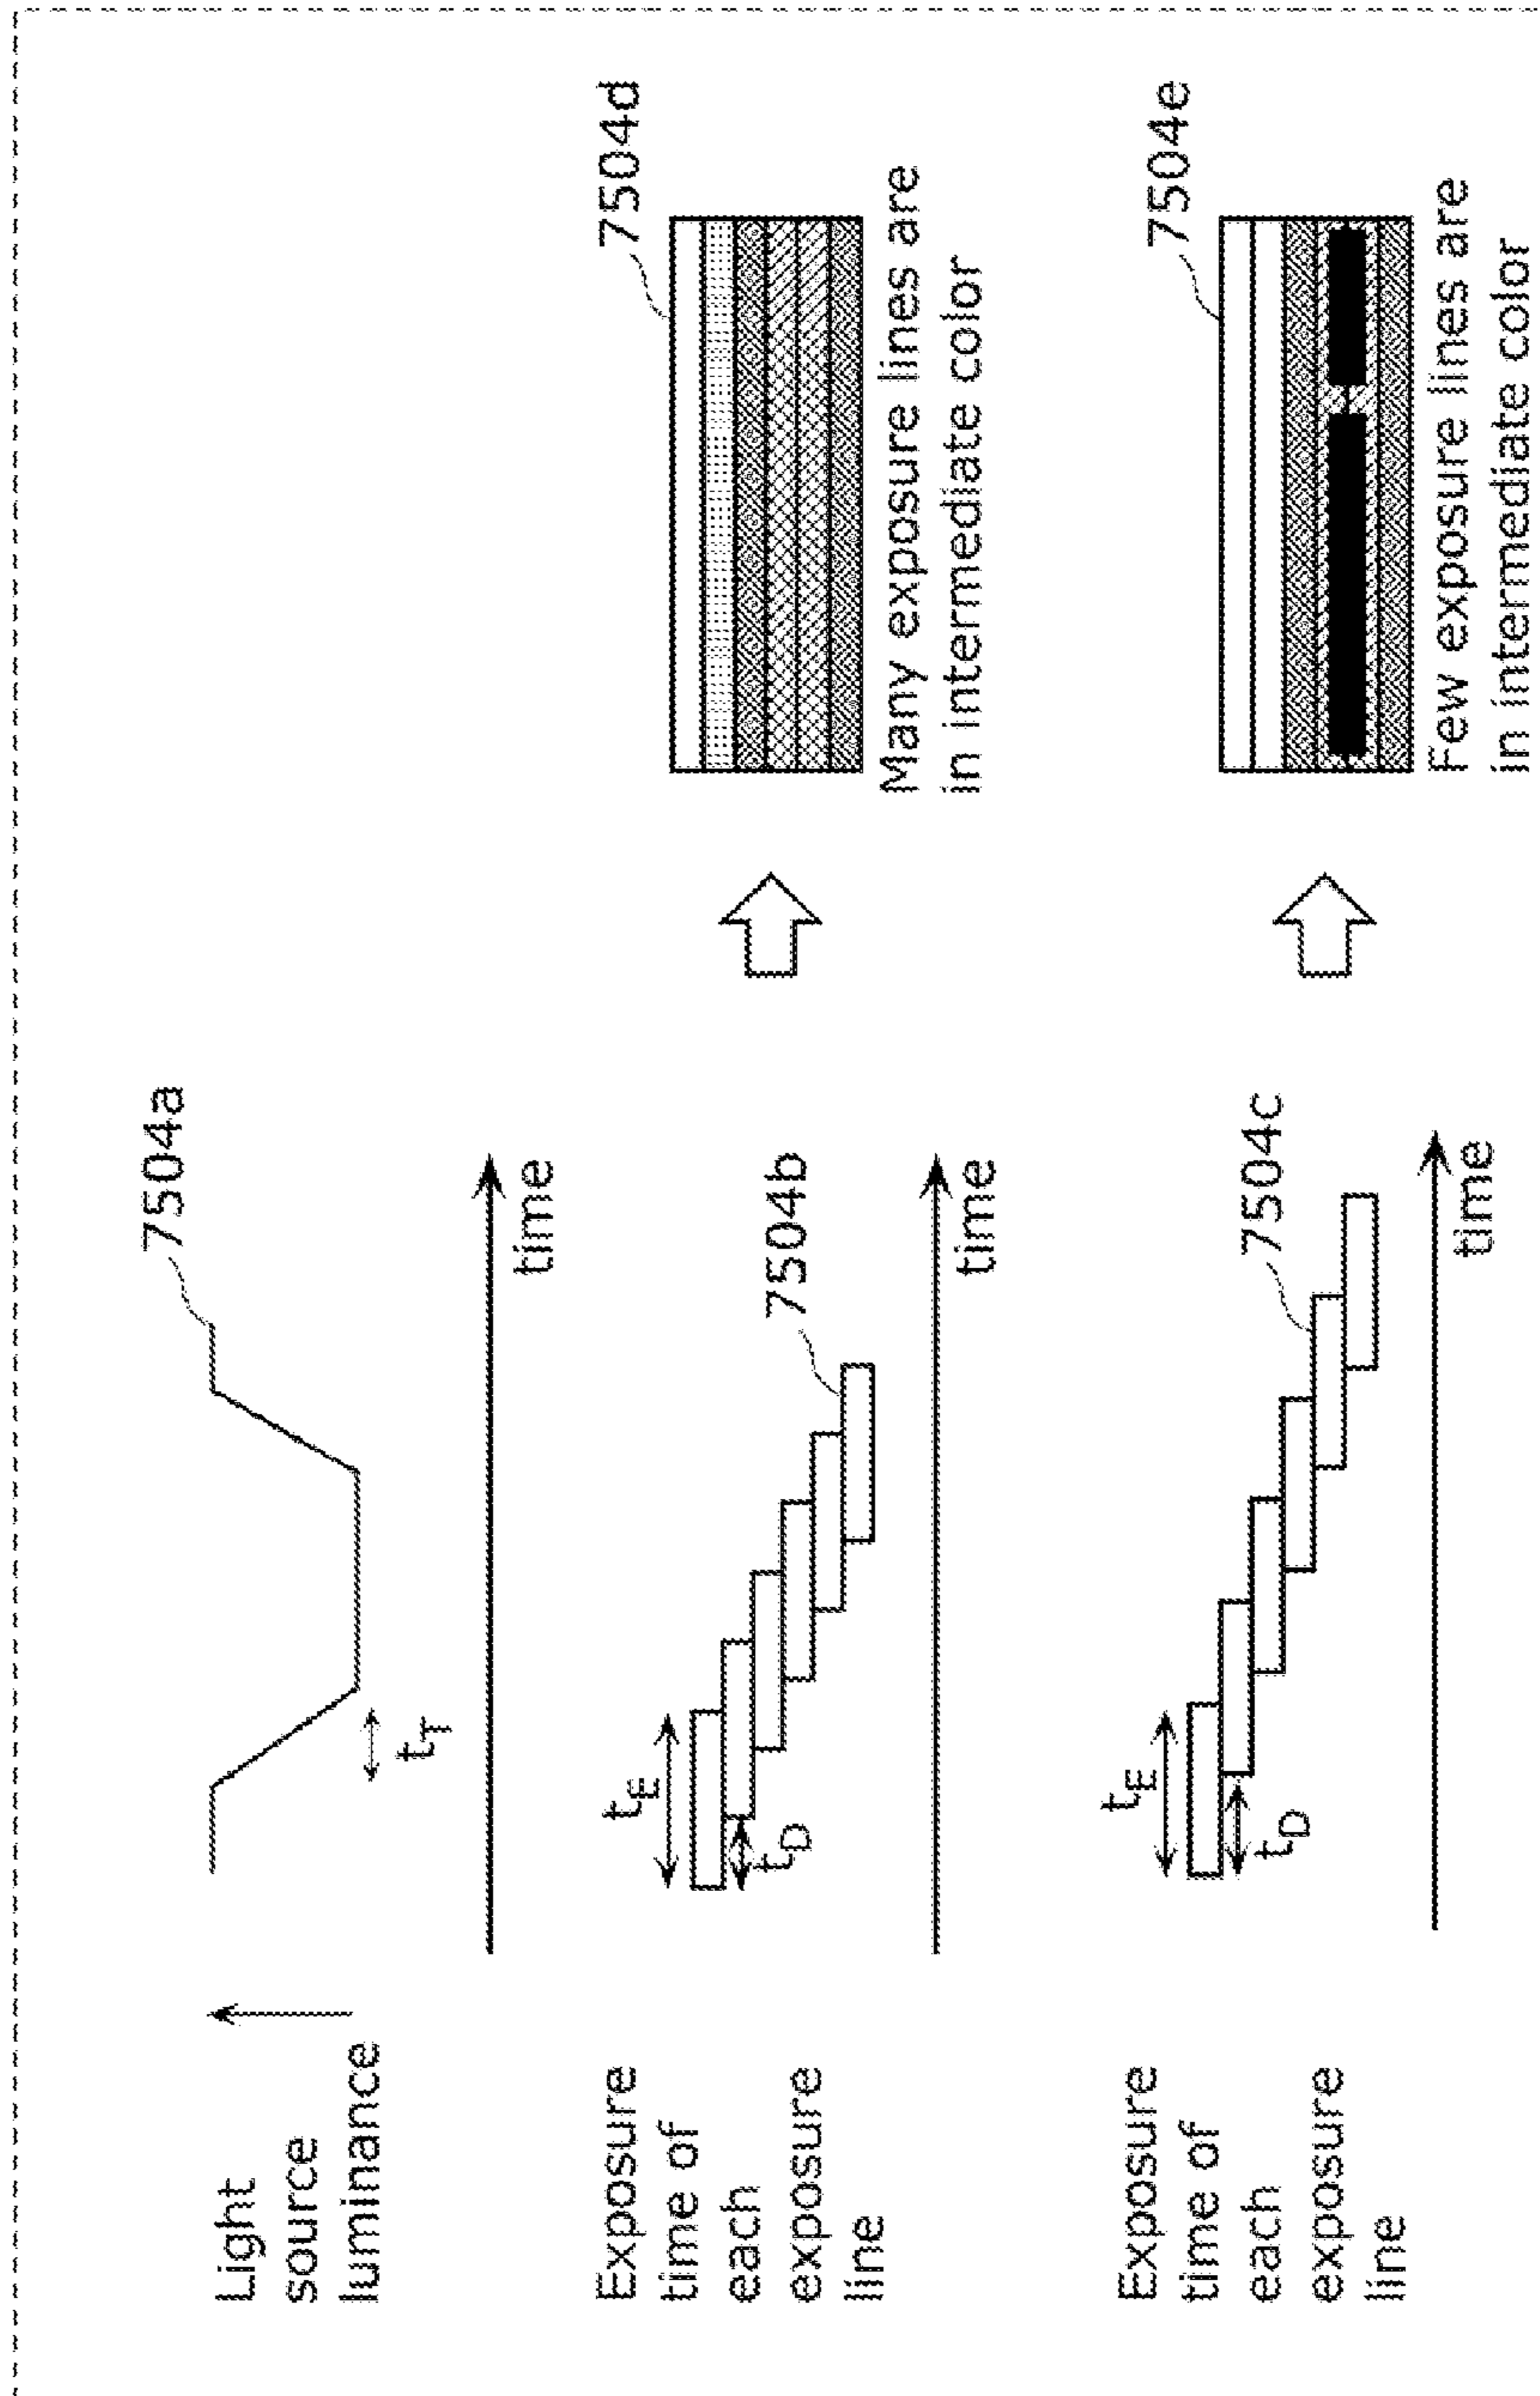 Light
source
luminance
7504a
t_T
time
Exposure
time of
each
exposure
line
t_E
t_D
7504b
time
7504d
Many exposure lines are
in intermediate color
Exposure
time of
each
exposure
line
t_E
t_D
7504c
time
7504e
Few exposure lines are
in intermediate color